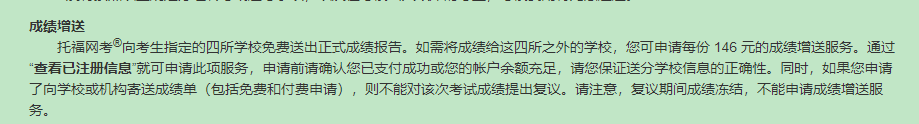 成绩增送
托福网考®向考生指定的四所学校免费送出正式成绩报告。如需将成绩给这四所之外的学校，您可申请每份 146 元的成绩增送服务。通过
“查看已注册信息”就可申请此项服务，申请前请确认您已支付成功或您的帐户余额充足，请您保证送分学校信息的正确性。同时，如果您申请
了向学校或机构寄送成绩单（包括免费和付费申请），则不能对该次考试成绩提出复议。请注意，复议期间成绩冻结，不能申请成绩增送服
务。